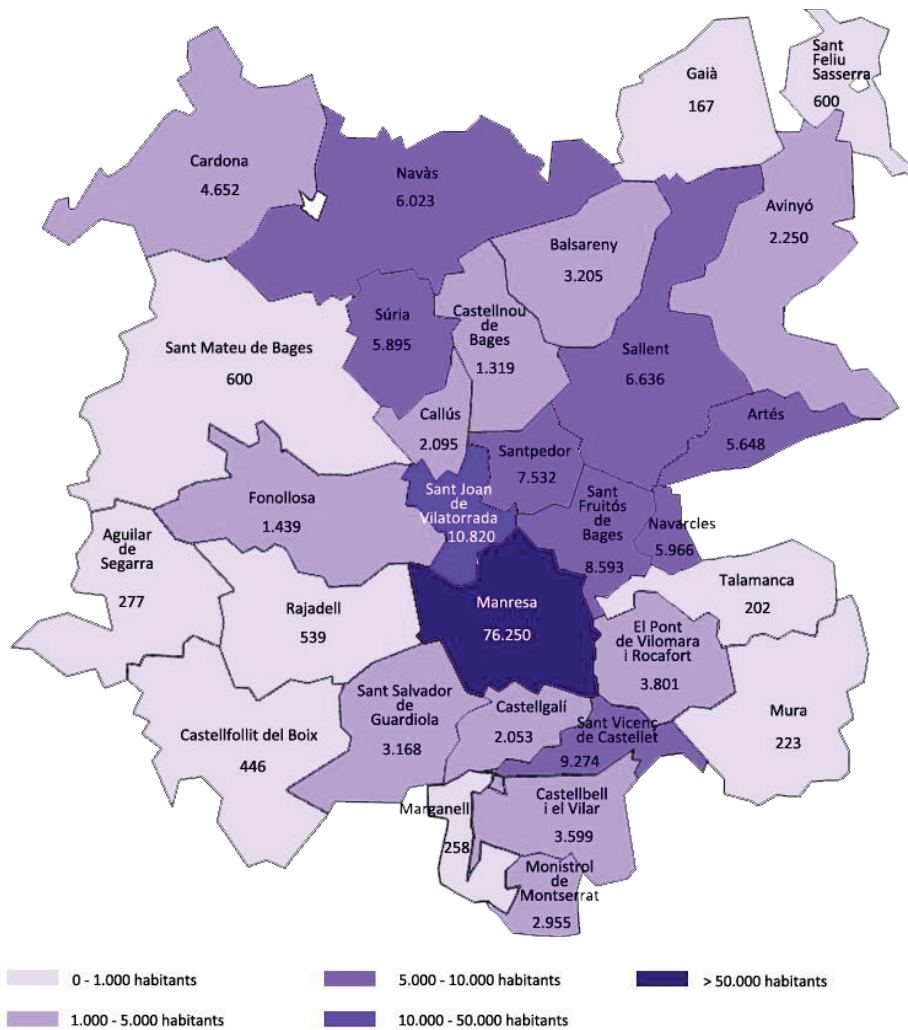 Sant
Feliu
Sasserra
600
Gaià
167
Cardona
4.652
Navàs
6.023
Avinyó
2.250
Balsareny
3.205
Súria
5.895
Castellnou
de
Bages
1.319
Sant Mateu de Bages
600
Sallent
6.636
Callús
2.095
Artés
5.648
Santpedor
7.532
Sant Joan
de
Vilatorrada
10.820
Sant
Fruitós
de
Bages
8.593
Fonollosa
1.439
Navarcles
5.966
Aguilar
de
Segarra
277
Talamanca
202
Rajadell
539
Manresa
76.250
El Pont
de Vilomara
i Rocafort
3.801
Sant Salvador
de
Guardiola
3.168
Castellgalí
2.053
Sant Vicenç
de Castellet
9.274
Mura
223
Castellfollit del Boix
446
Marganell
258
Castellbell
i el Vilar
3.599
Monistrol
de
Montserrat
2.955
0 - 1.000 habitants
5.000 - 10.000 habitants
> 50.000 habitants
1.000 - 5.000 habitants
10.000 - 50.000 habitants